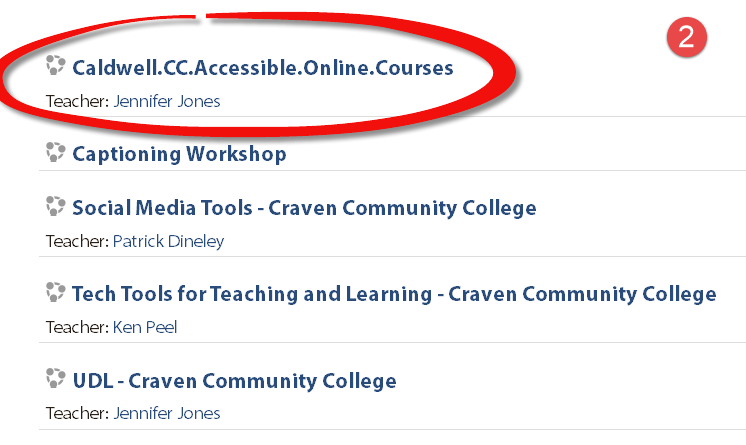 2
Caldwell.CC.Accessible.Online.Courses
Teacher: Jennifer Jones
Captioning Workshop
Social Media Tools - Craven Community College
Teacher: Patrick Dineley
Tech Tools for Teaching and Learning - Craven Community College
Teacher: Ken Peel
UDL - Craven Community College
Teacher: Jennifer Jones